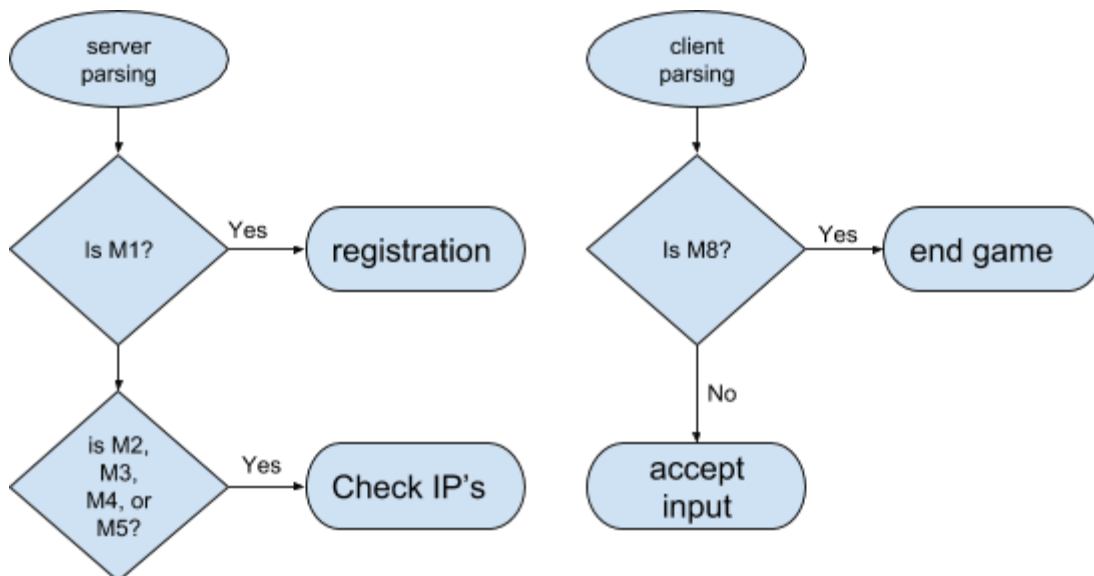 server
parsing
Is M1?
Yes
registration
is M2,
M3,
M4, or
M5?
Yes
Check IP’s
client
parsing
Is M8?
Yes
end game
No
accept
input